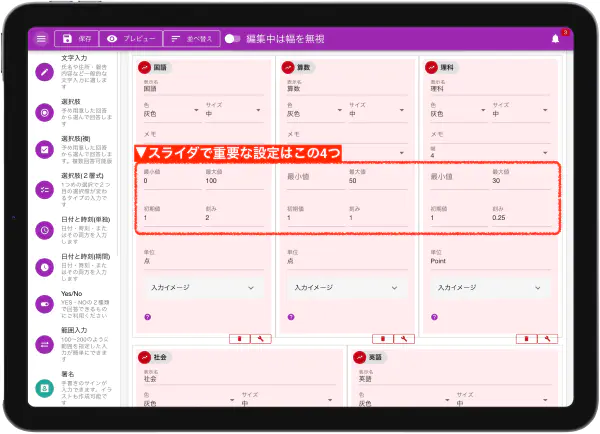 保存
プレビュー
並べ替え
編集中は幅を無視
3
文字入力
氏名や住所・働き
内容など一般的な
文字入力に適しま
す
選択肢
予め用意した回答
から選んで回答し
ます
選択肢(複)
予め用意した回答
から選んで回答し
ます。複数回答可能版
選択肢(2層式)
1つめの選択で2つ
目の選択肢が変わ
るタイプの入力で
す
日付と時刻(単独)
日付・時刻・また
はその両方を入力
します
日付と時刻(期間)
日付・時刻・また
はその両方を入力
します
Yes/No
YES・NOの2種類
で回答できるもの
にご利用ください
範囲入力
100〜200のように
範囲を指定した入
力が簡単にできま
す
署名
手書きのサインが
入力できます。イラ
ストも作成可能で
す
国語
表示名
国語
色
灰色
サイズ
中
メモ
▼スライダで重要な設定はこの4つ
最小値
0
最大値
100
初期値
1
刻み
2
単位
点
入力イメージ
算数
表示名
算数
色
灰色
サイズ
中
メモ
最小値
最大値
50
初期値
1
刻み
1
単位
点
入力イメージ
理科
表示名
理科
色
灰色
サイズ
中
メモ
4
最小値
最大値
30
初期値
1
刻み
0.25
単位
Point
入力イメージ
社会
表示名
社会
色
灰色
サイズ
中
英語
表示名
英語
色
灰色
サイズ
中